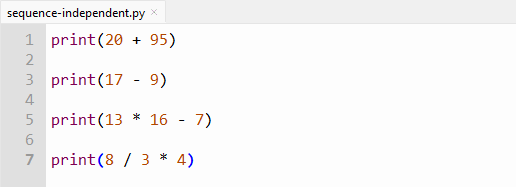 sequence-independent.py ×
1 print(20 + 95)
2
3 print(17 - 9)
4
5 print(13 * 16 - 7)
6
7 print(8 / 3 * 4)